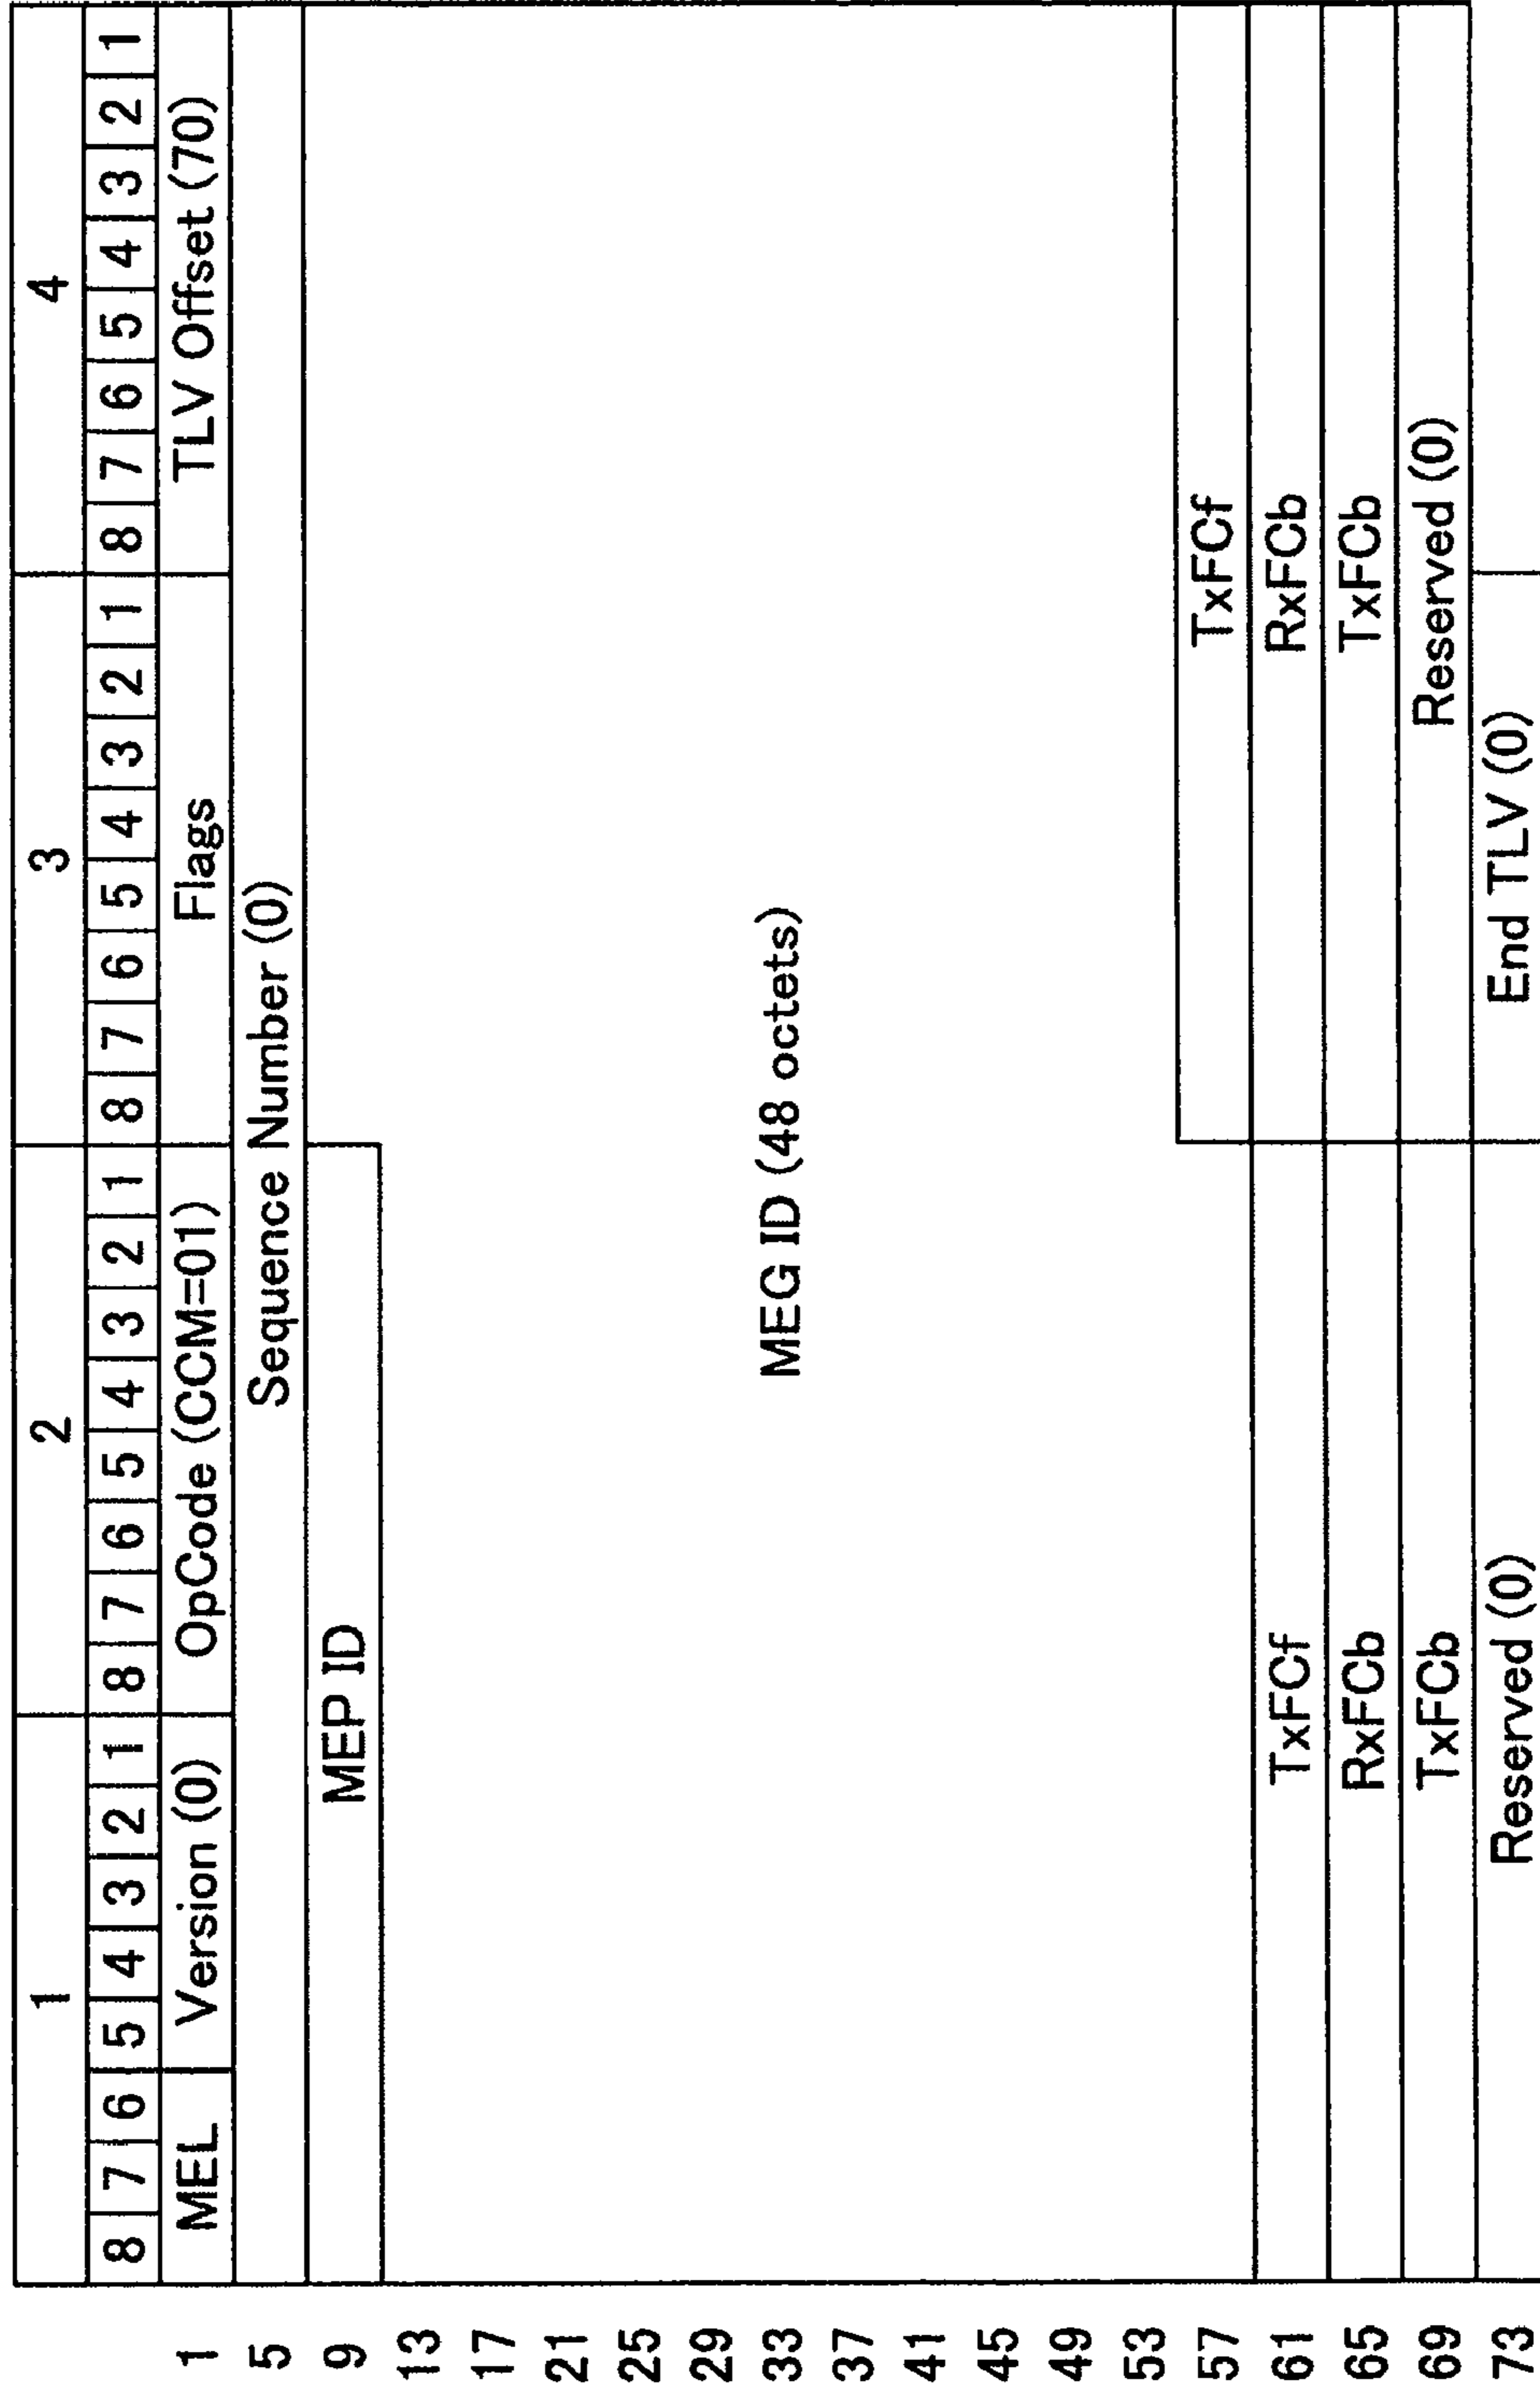 1 2 3 4
8 7 6 5 4 3 2 1 8 7 6 5 4 3 2 1 8 7 6 5 4 3 2 1 8 7 6 5 4 3 2 1
1 MEL Version (0) OpCode (CCM=01) Flags TLV Offset (70)
5 Sequence Number (0)
9 MEP ID
13
17
21
25
29
33 MEG ID (48 octets)
37
41
45
49
53
57 TxFCf
61 TxFCf RxFCb
65 RxFCb TxFCb
69 TxFCb Reserved (0)
73 Reserved (0) End TLV (0)